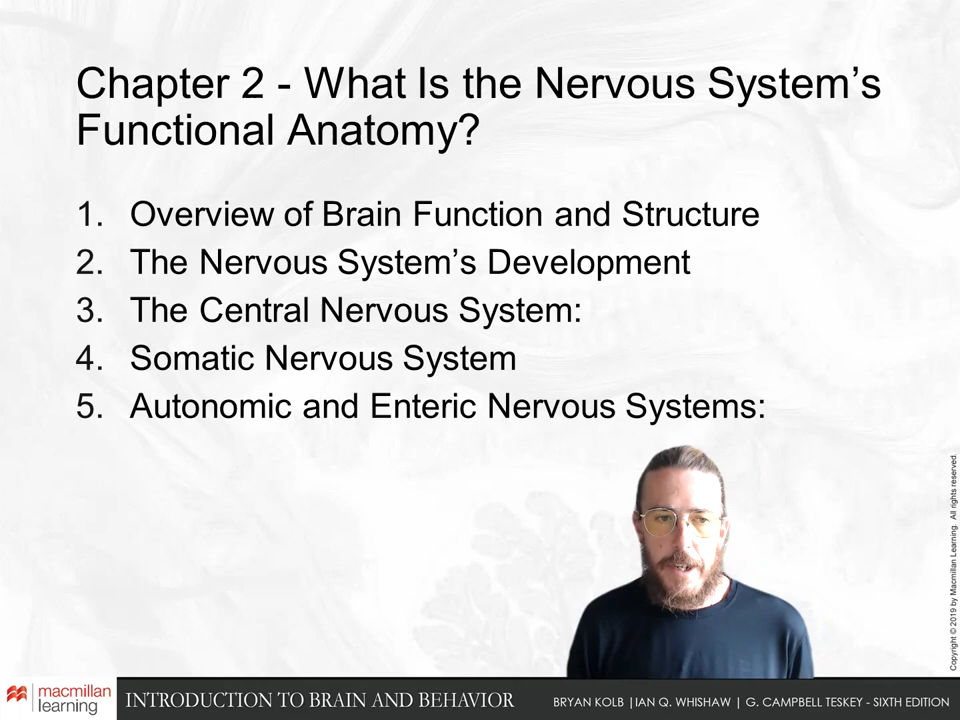 Chapter 2 - What Is the Nervous System’s
Functional Anatomy?
1. Overview of Brain Function and Structure
2. The Nervous System’s Development
3. The Central Nervous System:
4. Somatic Nervous System
5. Autonomic and Enteric Nervous Systems:
Copyright © 2019 by Macmillan Learning. All rights reserved.
macmillan
learning
INTRODUCTION TO BRAIN AND BEHAVIOR
BRYAN KOLB |IAN Q. WHISHAW | G. CAMPBELL TESKEY - SIXTH EDITION